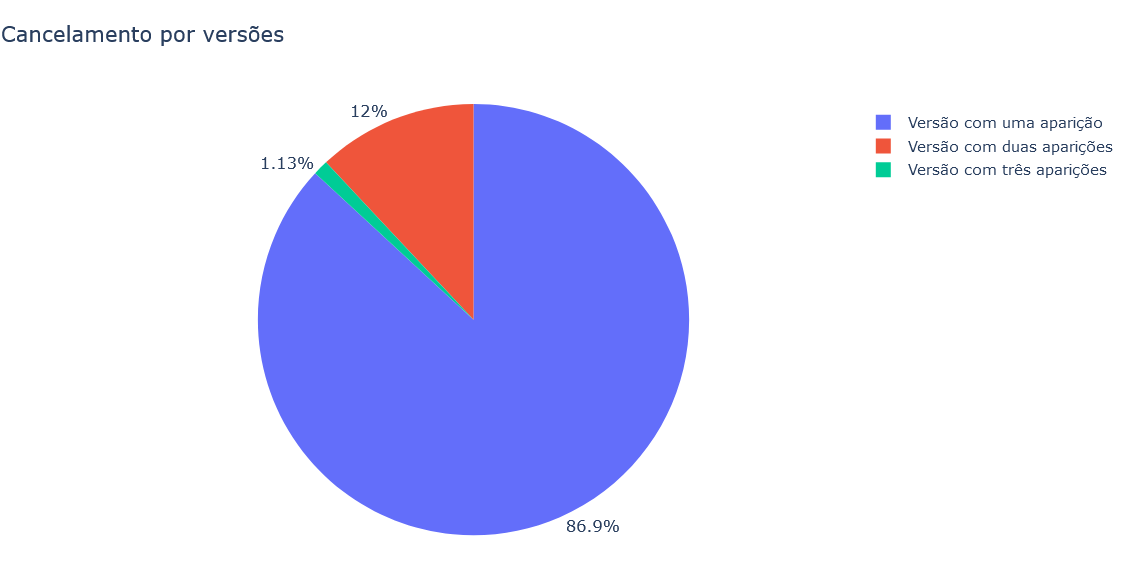 Cancelamento por versões
12%
1.13%
86.9%
Versão com uma aparição
Versão com duas aparições
Versão com três aparições